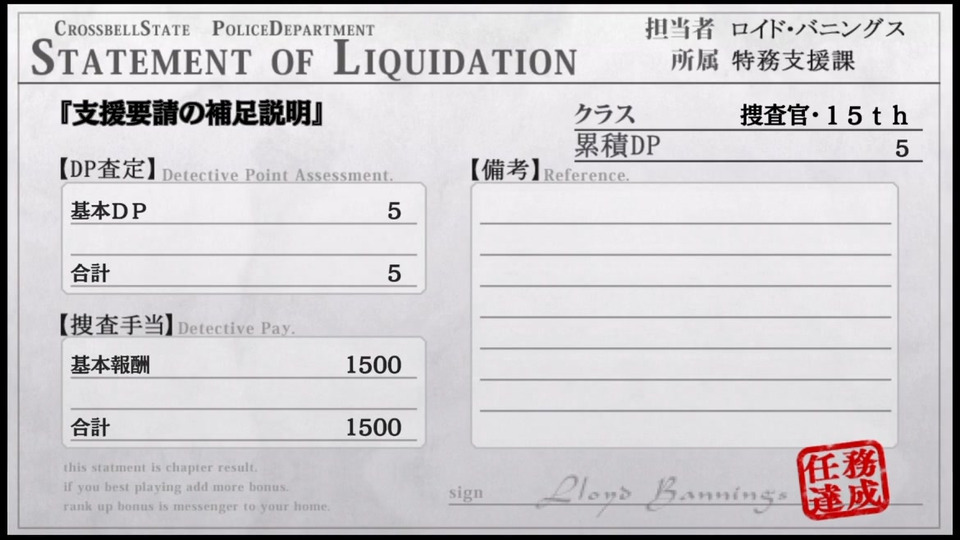 CROSSBELLSTATE POLICEDEPARTMENT
STATEMENT OF LIQUIDATION
担当者 ロイド・バニングス
所属 特務支援課
『支援要請の補足説明』
クラス 捜査官・15th
累積DP 5
【DP査定】Detective Point Assessment.
基本DP 5
合計 5
【捜査手当】Detective Pay.
基本報酬 1500
合計 1500
【備考】Reference.
this statment is chapter result.
if you best playing add more bonus.
rank up bonus is messenger to your home.
sign Lloyd Bannings
任務
達成